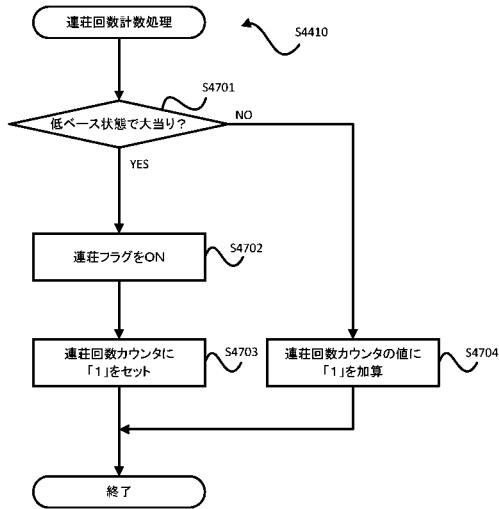 連荘回数計数処理
S4410
S4701
低ベース状態で大当り？
NO
YES
連荘フラグをON
S4702
連荘回数カウンタに
「１」をセット
S4703
連荘回数カウンタの値に
「１」を加算
S4704
終了